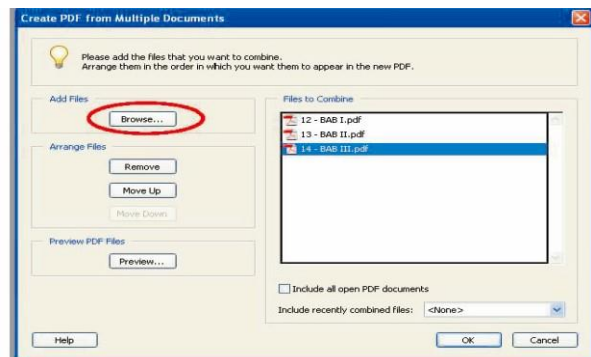 Create PDF from Multiple Documents
Please add the files that you want to combine.
Arrange them in the order in which you want them to appear in the new PDF.
Add Files
Browse...
Arrange Files
Remove
Move Up
Move Down
Preview PDF Files
Preview...
Files to Combine
12 - BAB I.pdf
13 - BAB II.pdf
14 - BAB III.pdf
Include all open PDF documents
Include recently combined files: <None>
Help
OK
Cancel